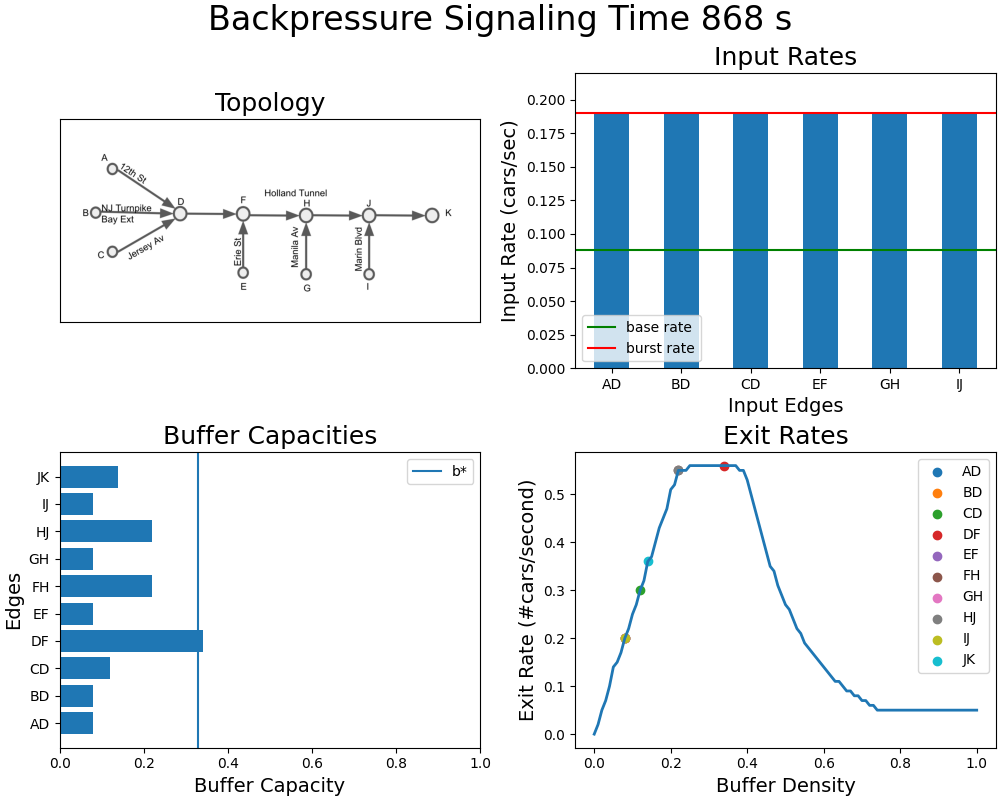 Backpressure Signaling Time 868 s
Topology
A
12th St
B
NJ Turnpike
Bay Ext
C
Jersey Av
D
F
Holland Tunnel
H
J
K
Erie St
Manila Av
Marin Blvd
E
G
I
Input Rates
Input Rate (cars/sec)
0.200
0.175
0.150
0.125
0.100
0.075
0.050
0.025
0.000
base rate
burst rate
AD BD CD EF GH IJ
Input Edges
Buffer Capacities
b*
Edges
JK
IJ
HJ
GH
FH
EF
DF
CD
BD
AD
0.0 0.2 0.4 0.6 0.8 1.0
Buffer Capacity
Exit Rates
Exit Rate (#cars/second)
0.5
0.4
0.3
0.2
0.1
0.0
AD
BD
CD
DF
EF
FH
GH
HJ
IJ
JK
0.0 0.2 0.4 0.6 0.8 1.0
Buffer Density